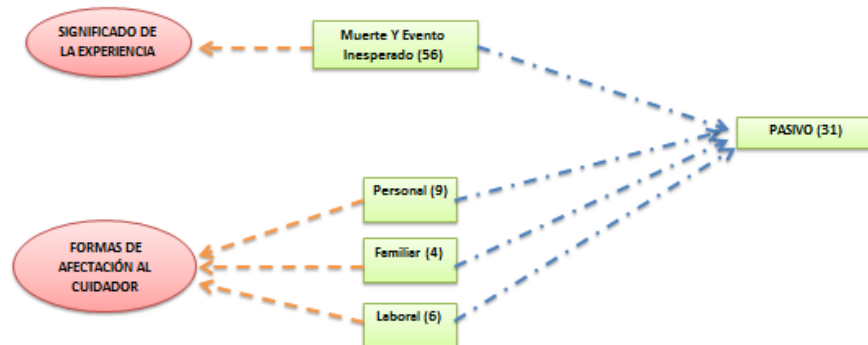 SIGNIFICADO DE
LA EXPERIENCIA
Muerte Y Evento
Inesperado (56)
PASIVO (31)
Personal (9)
FORMAS DE
AFECTACIÓN AL
CUIDADOR
Familiar (4)
Laboral (6)